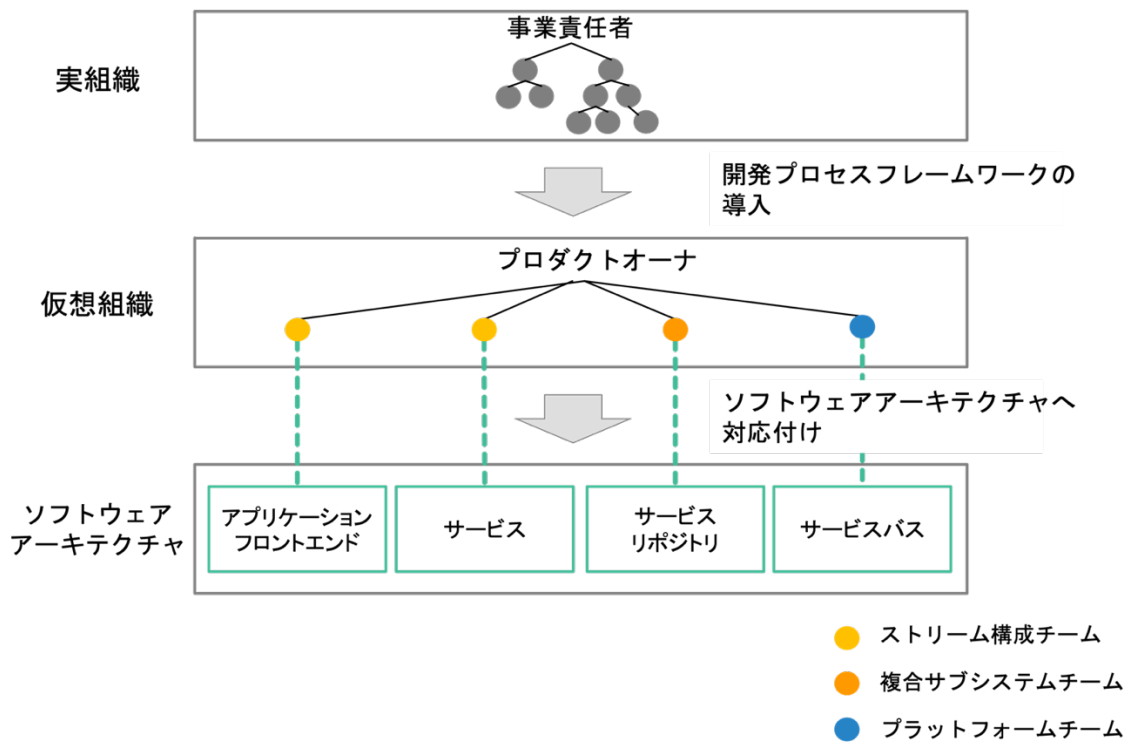 事業責任者
実組織
開発プロセスフレームワークの
導入
プロダクトオーナ
仮想組織
ソフトウェアアーキテクチャへ
対応付け
ソフトウェア
アーキテクチャ
アプリケーション
フロントエンド
サービス
サービス
リポジトリ
サービスバス
ストリーム構成チーム
複合サブシステムチーム
プラットフォームチーム